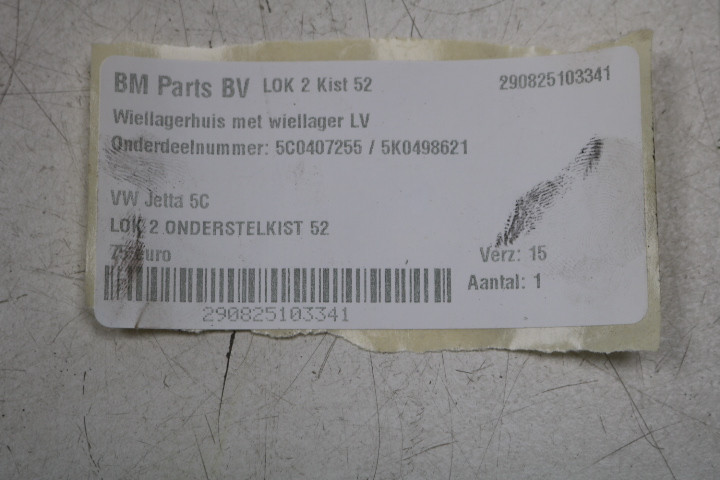 BM Parts BV LOK 2 Kist 52 290825103341
Wiellagerhuis met wiellager LV
Onderdeelnummer: 5C0407255 / 5K0498621
VW Jetta 5C
LOK 2 ONDERSTELKIST 52
75 euro Verz: 15
Aantal: 1
290825103341